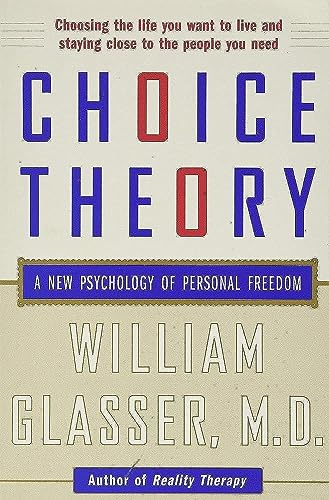 Choosing the life you want to live and
staying close to the people you need
CHOICE
THEORY
A NEW PSYCHOLOGY OF PERSONAL FREEDOM
WILLIAM
GLASSER, M.D.
Author of Reality Therapy